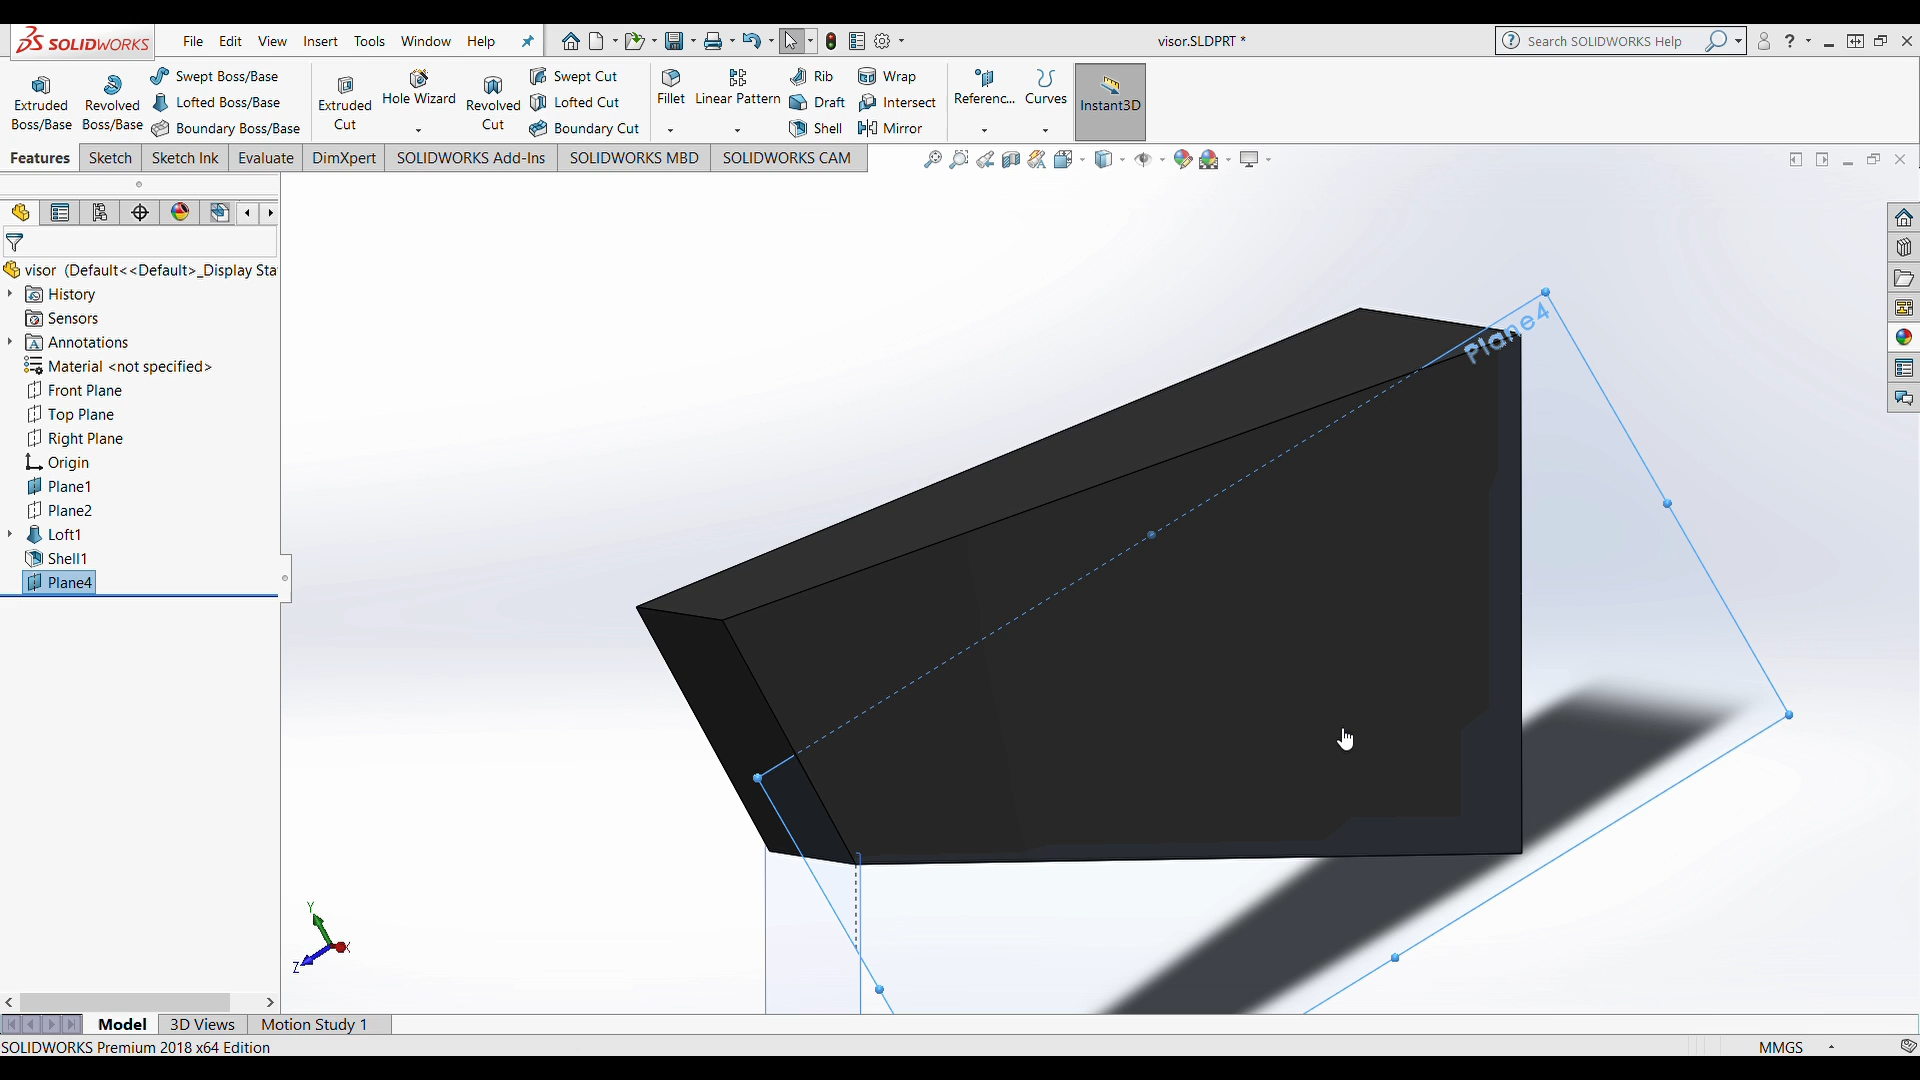 SOLIDWORKS File Edit View Insert Tools Window Help visor.SLDPRT * Search SOLIDWORKS Help ?
Extruded Boss/Base
Revolved Boss/Base
Swept Boss/Base
Lofted Boss/Base
Boundary Boss/Base
Extruded Cut
Hole Wizard
Revolved Cut
Swept Cut
Lofted Cut
Boundary Cut
Fillet
Linear Pattern
Rib
Draft
Shell
Wrap
Intersect
Mirror
Referenc...
Curves
Instant3D
Features Sketch Sketch Ink Evaluate DimXpert SOLIDWORKS Add-Ins SOLIDWORKS MBD SOLIDWORKS CAM
visor (Default<<Default>_Display Sta
History
Sensors
Annotations
Material <not specified>
Front Plane
Top Plane
Right Plane
Origin
Plane1
Plane2
Loft1
Shell1
Plane4
Plane4
Y
X
Z
Model 3D Views Motion Study 1
SOLIDWORKS Premium 2018 x64 Edition MMGS